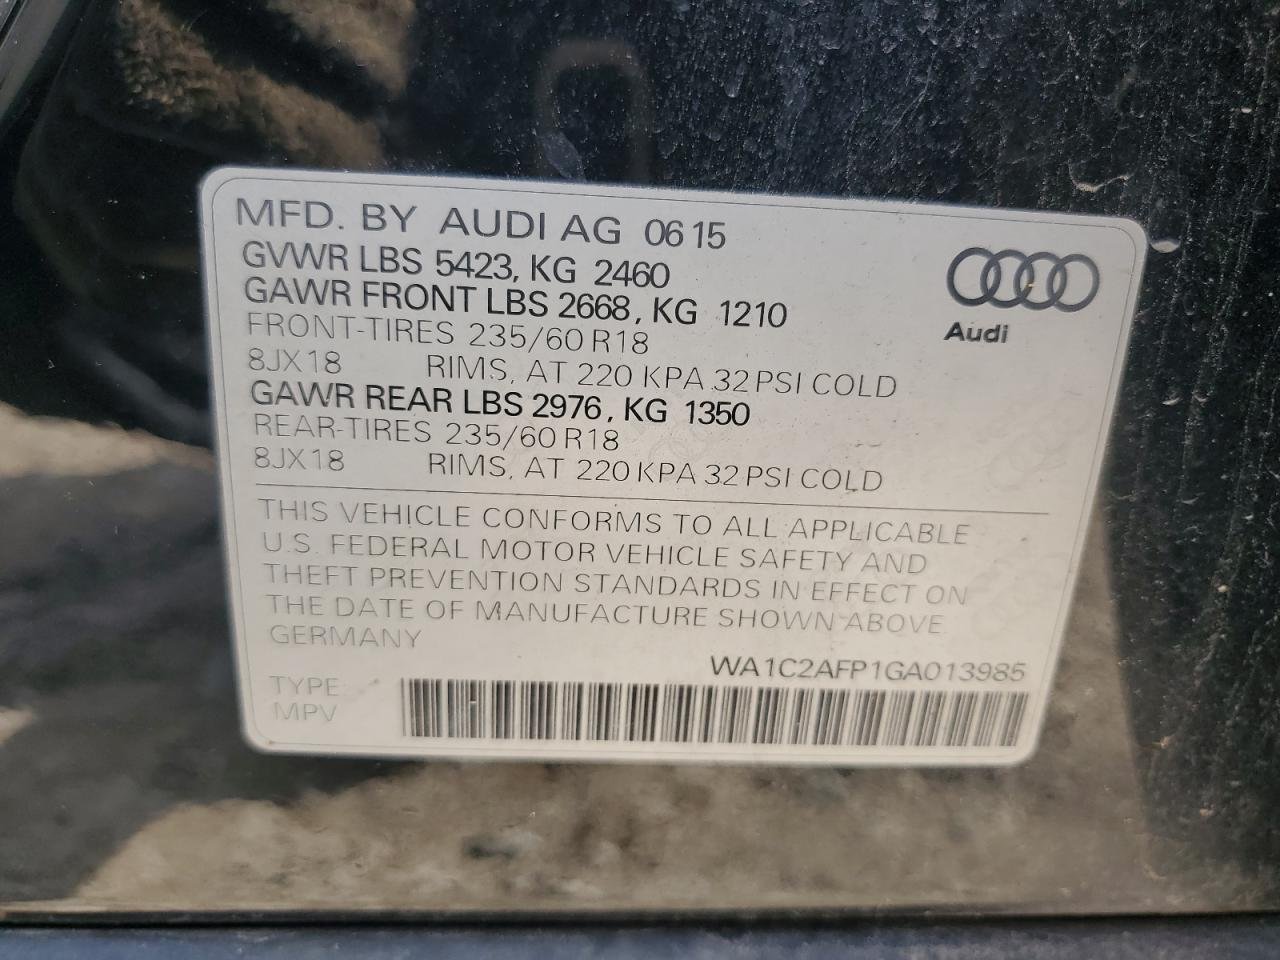 MFD. BY AUDI AG 06 15
GVWR LBS 5423, KG 2460
GAWR FRONT LBS 2668, KG 1210
FRONT-TIRES 235/60 R18
8JX18 RIMS, AT 220 KPA 32 PSI COLD
GAWR REAR LBS 2976, KG 1350
REAR-TIRES 235/60 R18
8JX18 RIMS, AT 220 KPA 32 PSI COLD
Audi
THIS VEHICLE CONFORMS TO ALL APPLICABLE
U.S. FEDERAL MOTOR VEHICLE SAFETY AND
THEFT PREVENTION STANDARDS IN EFFECT ON
THE DATE OF MANUFACTURE SHOWN ABOVE
GERMANY
WA1C2AFP1GA013985
TYPE:
MPV